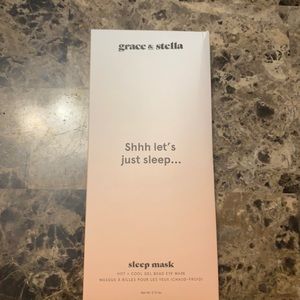 grace & stella
Shhh let's
just sleep...
sleep mask
HOT + COOL GEL BEAD EYE MASK
MASQUE À BILLES POUR LES YEUX (CHAUD-FROID)